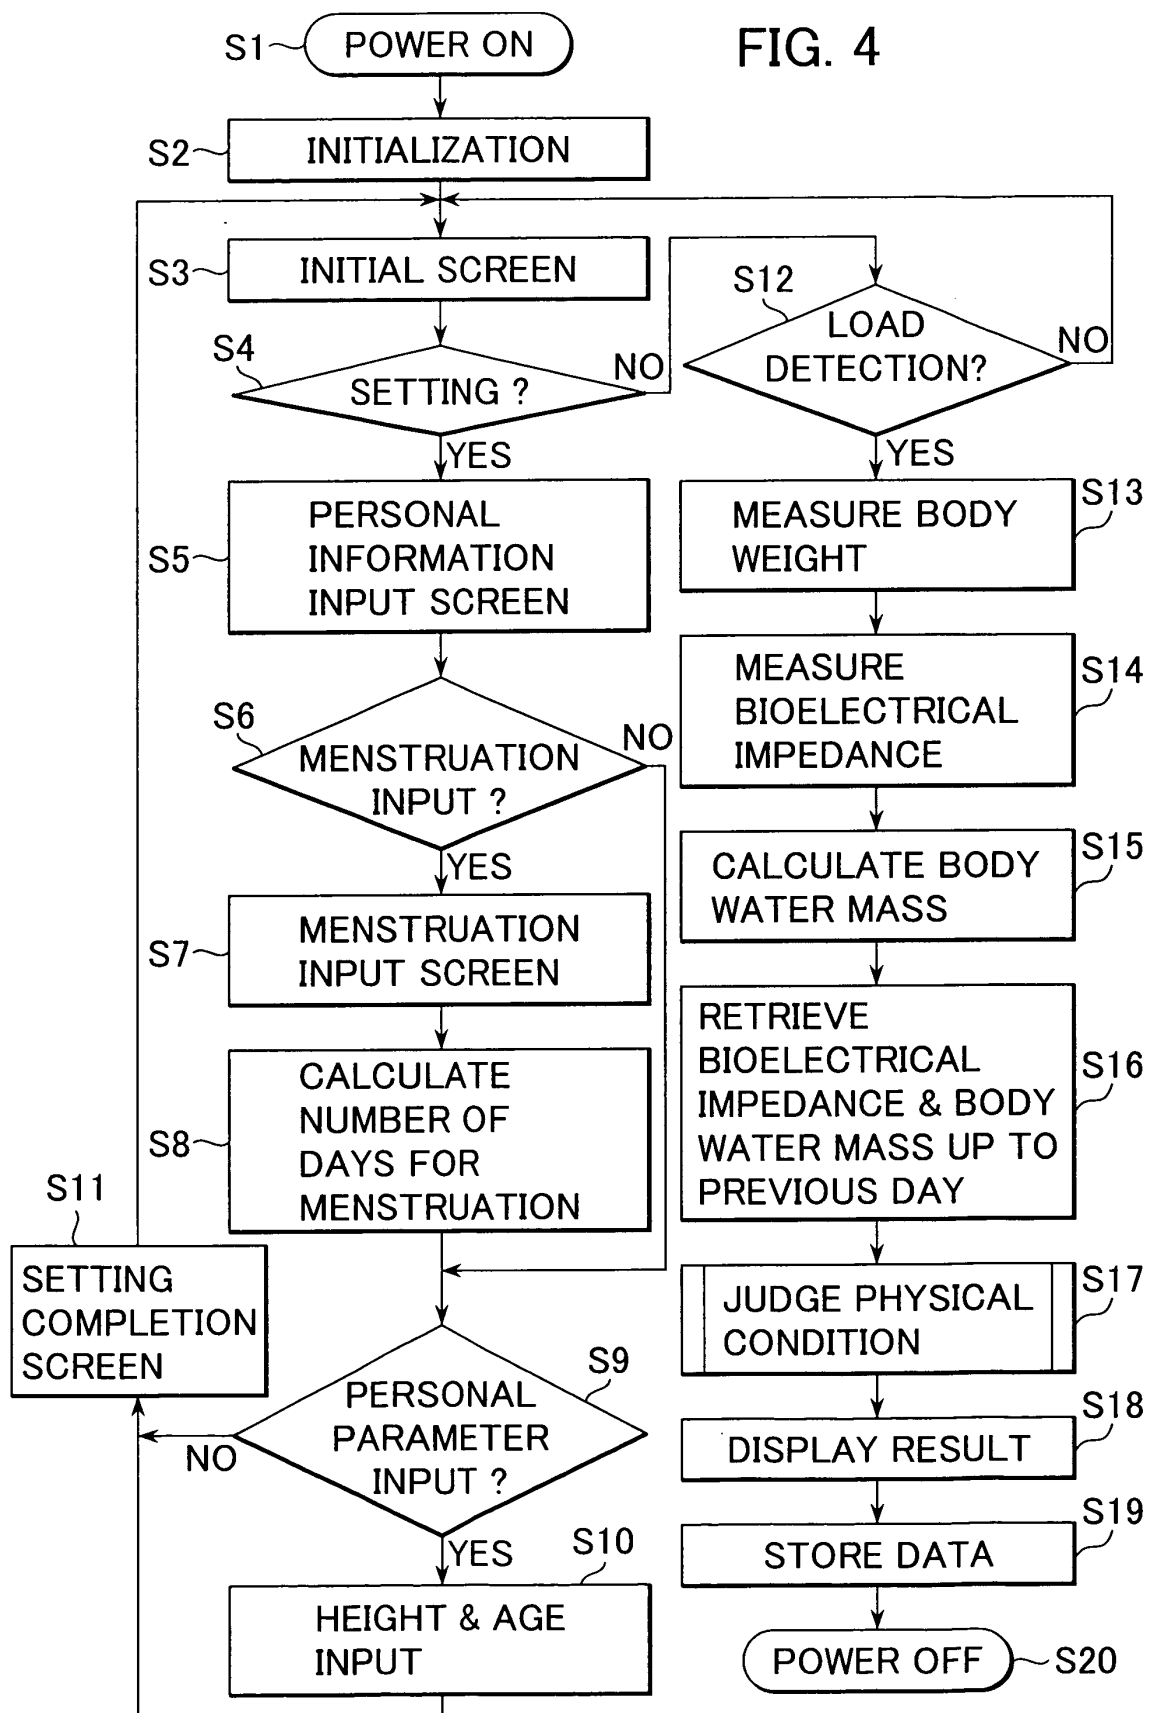 FIG. 4
S1
POWER ON
S2
INITIALIZATION
S3
INITIAL SCREEN
S4
SETTING ?
NO
YES
S5
PERSONAL
INFORMATION
INPUT SCREEN
S6
MENSTRUATION
INPUT ?
NO
YES
S7
MENSTRUATION
INPUT SCREEN
S8
CALCULATE
NUMBER OF
DAYS FOR
MENSTRUATION
S9
PERSONAL
PARAMETER
INPUT ?
NO
YES
S10
HEIGHT & AGE
INPUT
S11
SETTING
COMPLETION
SCREEN
S12
LOAD
DETECTION?
NO
YES
S13
MEASURE BODY
WEIGHT
S14
MEASURE
BIOELECTRICAL
IMPEDANCE
S15
CALCULATE BODY
WATER MASS
S16
RETRIEVE
BIOELECTRICAL
IMPEDANCE & BODY
WATER MASS UP TO
PREVIOUS DAY
S17
JUDGE PHYSICAL
CONDITION
S18
DISPLAY RESULT
S19
STORE DATA
POWER OFF
S20